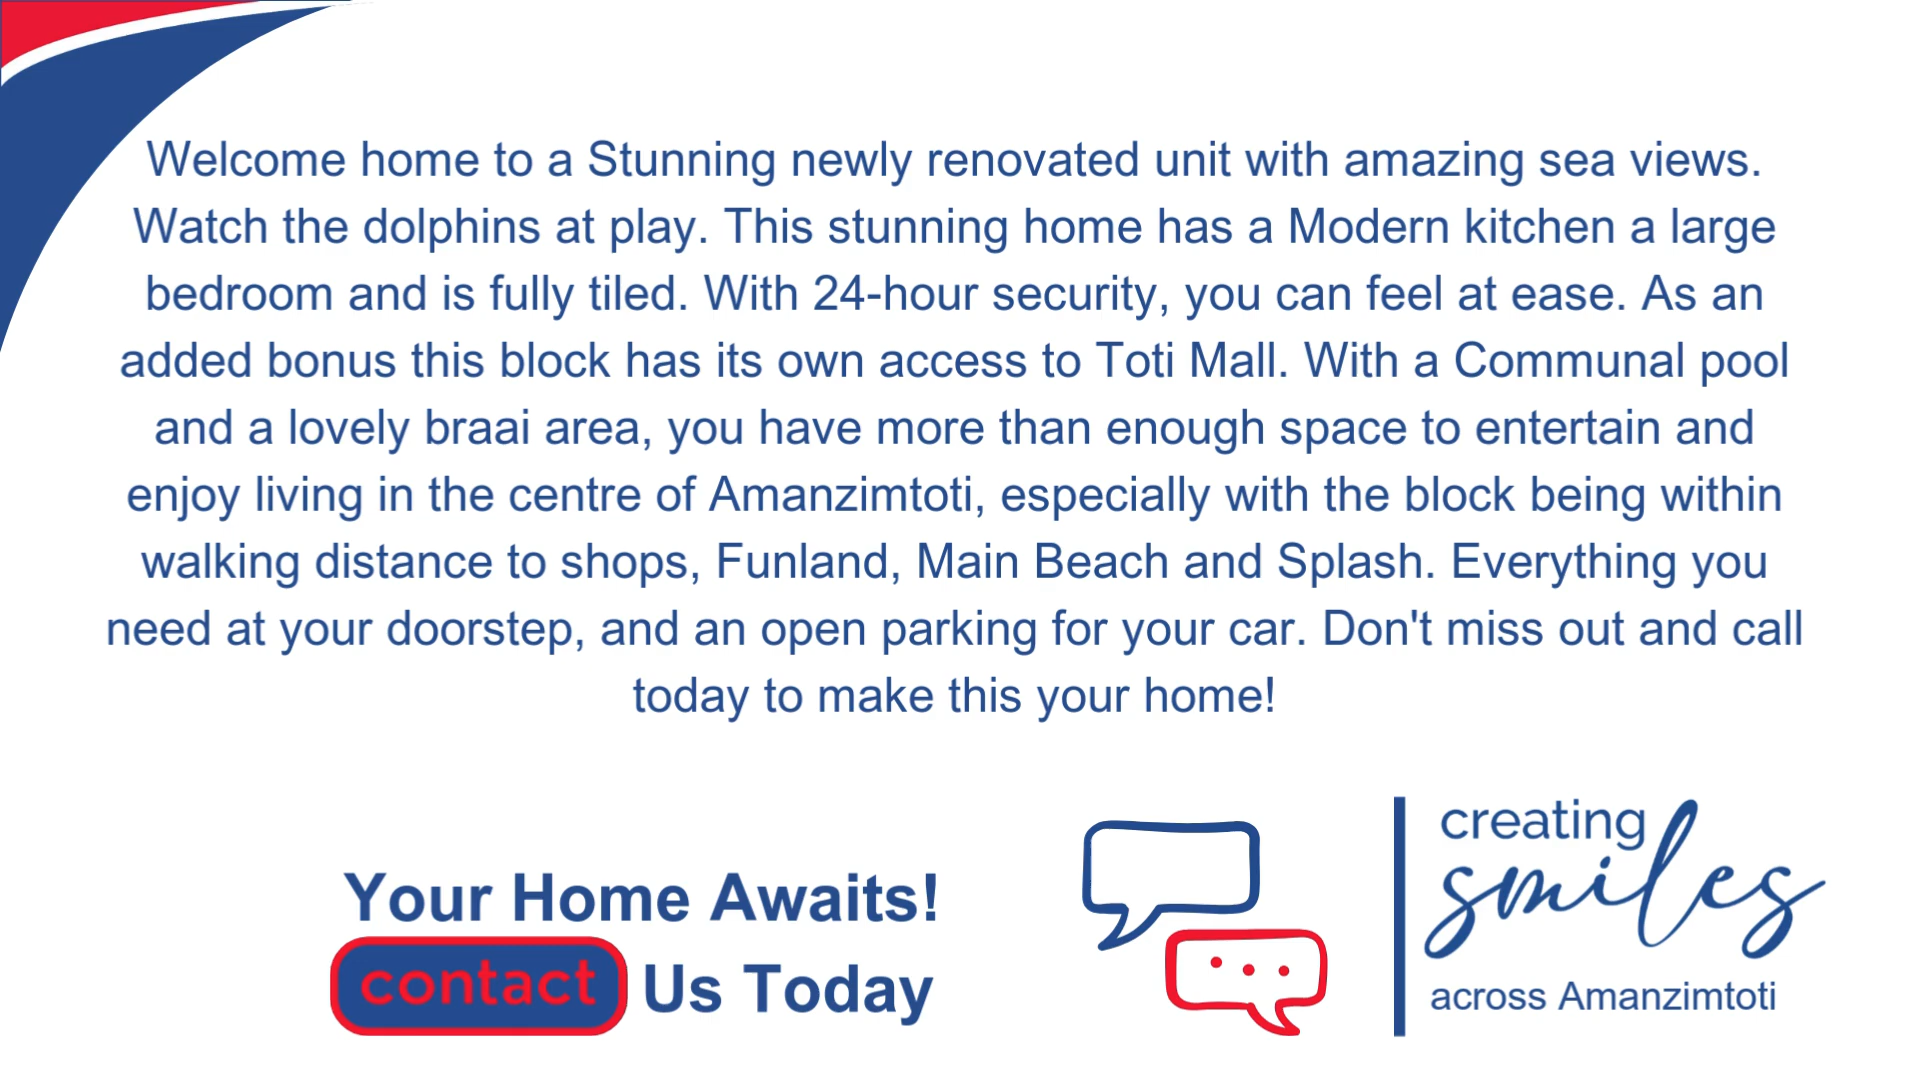 Welcome home to a Stunning newly renovated unit with amazing sea views.
Watch the dolphins at play. This stunning home has a Modern kitchen a large
bedroom and is fully tiled. With 24-hour security, you can feel at ease. As an
added bonus this block has its own access to Toti Mall. With a Communal pool
and a lovely braai area, you have more than enough space to entertain and
enjoy living in the centre of Amanzimtoti, especially with the block being within
walking distance to shops, Funland, Main Beach and Splash. Everything you
need at your doorstep, and an open parking for your car. Don't miss out and call
today to make this your home!
Your Home Awaits!
contact Us Today
creating
smiles
across Amanzimtoti